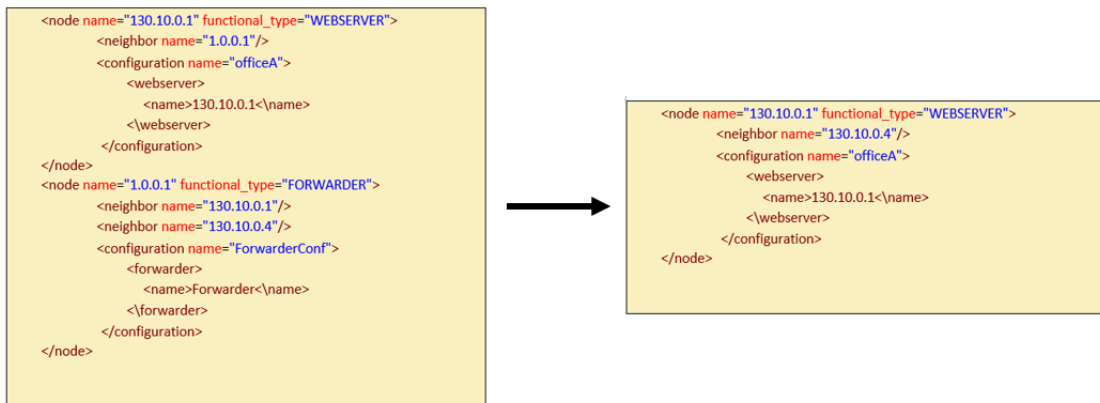 <node name="130.10.0.1" functional_type="WEBSERVER">
<neighbor name="1.0.0.1"/>
<configuration name="officeA">
<webserver>
<name>130.10.0.1<\name>
<\webserver>
</configuration>
</node>
<node name="1.0.0.1" functional_type="FORWARDER">
<neighbor name="130.10.0.1"/>
<neighbor name="130.10.0.4"/>
<configuration name="ForwarderConf">
<forwarder>
<name>Forwarder<\name>
<\forwarder>
</configuration>
</node>
<node name="130.10.0.1" functional_type="WEBSERVER">
<neighbor name="130.10.0.4"/>
<configuration name="officeA">
<webserver>
<name>130.10.0.1<\name>
<\webserver>
</configuration>
</node>